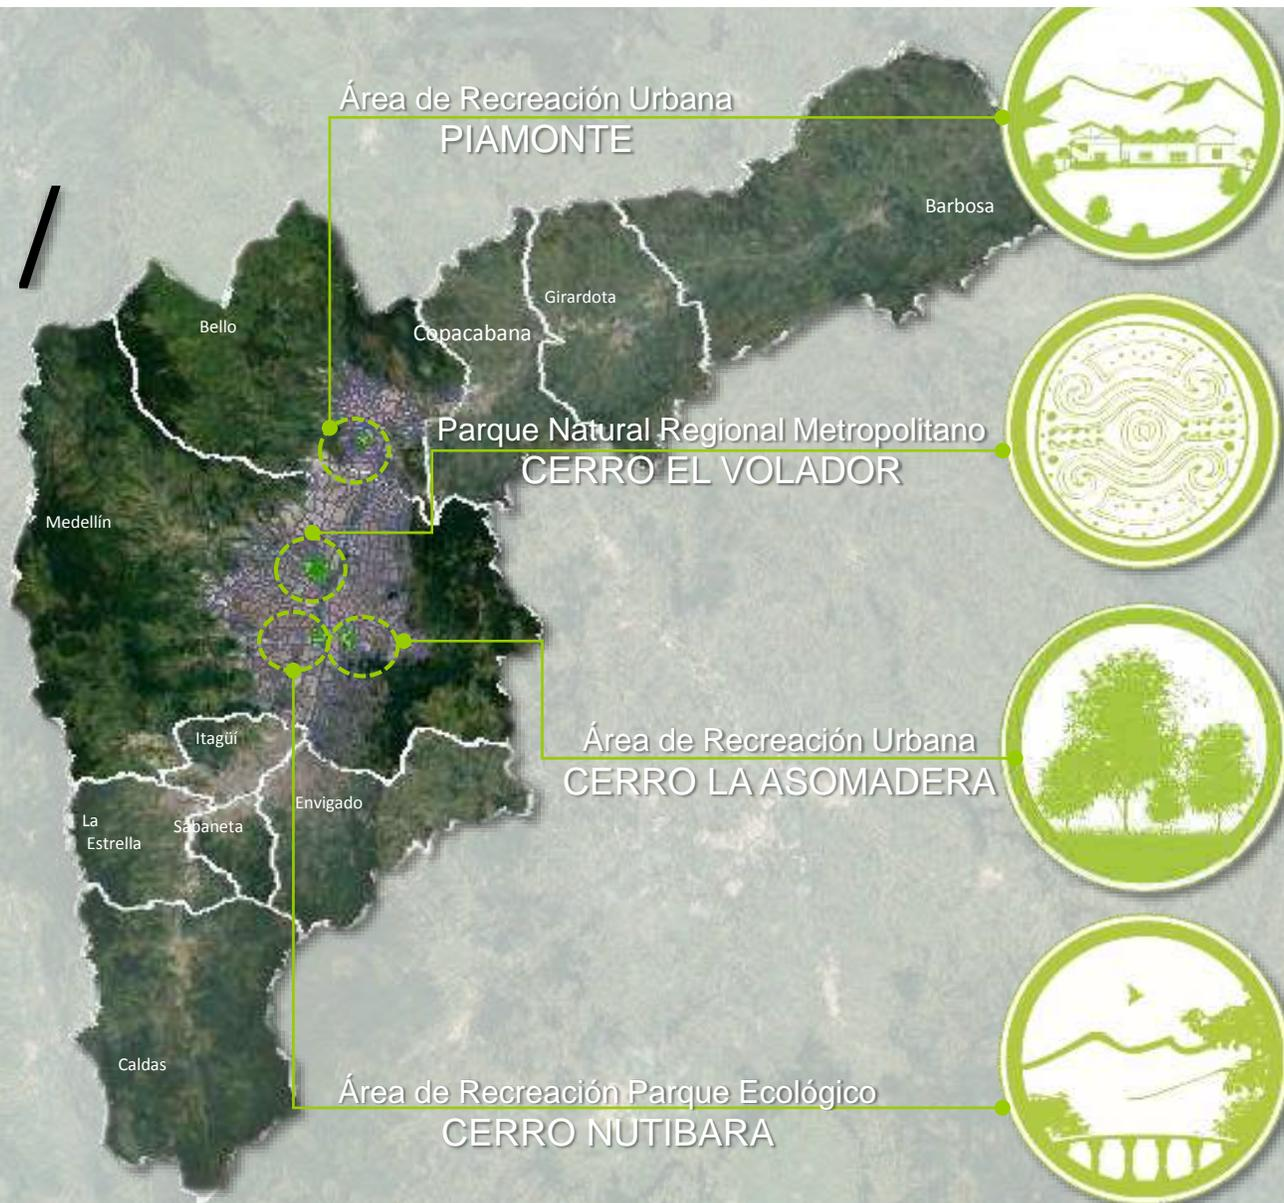 Área de Recreación Urbana
PIAMONTE
/
Barbosa
Girardota
Bello
Copacabana
Parque Natural Regional Metropolitano
CERRO EL VOLADOR
Medellín
Itagüí
Área de Recreación Urbana
CERRO LA ASOMADERA
Envigado
La
Estrella
Sabaneta
Caldas
Área de Recreación Parque Ecológico
CERRO NUTIBARA